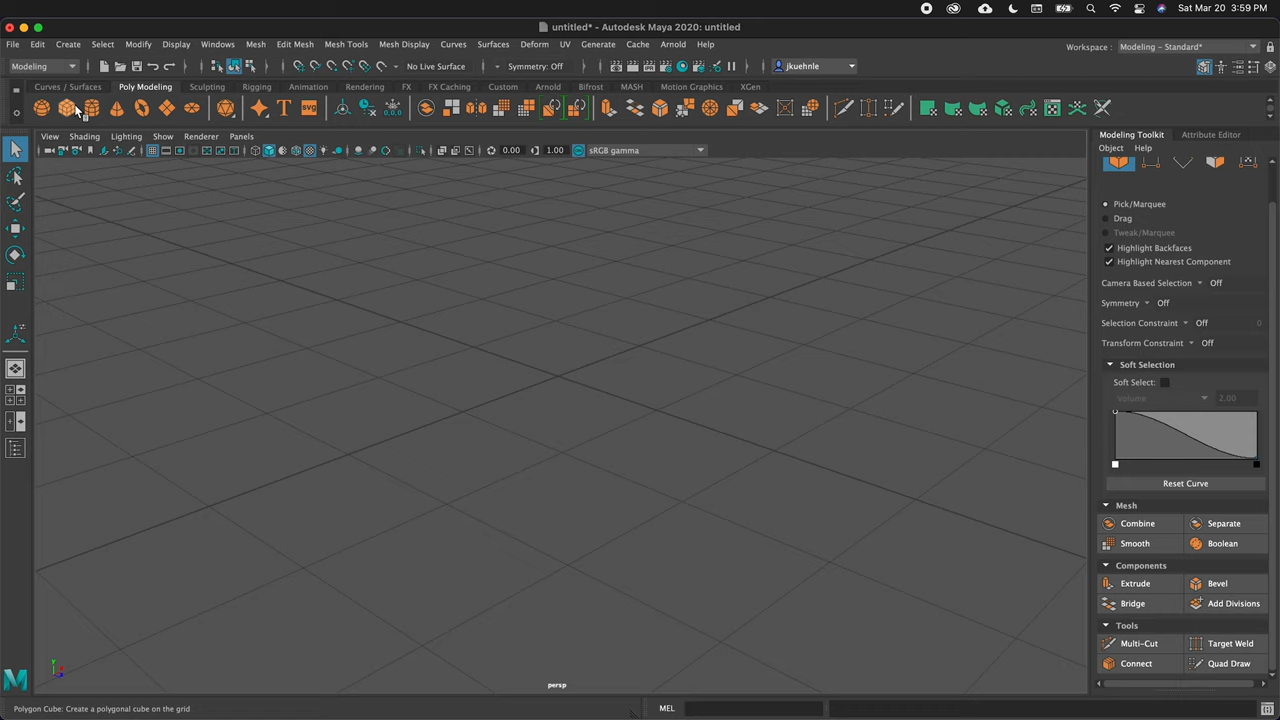 Sat Mar 20 3:59 PM
untitled* - Autodesk Maya 2020: untitled
File Edit Create Select Modify Display Windows Mesh Edit Mesh Mesh Tools Mesh Display Curves Surfaces Deform UV Generate Cache Arnold Help
Workspace : Modeling - Standard*
Modeling No Live Surface Symmetry: Off jkuehnle
Curves / Surfaces Poly Modeling Sculpting Rigging Animation Rendering FX FX Caching Custom Arnold Bifrost MASH Motion Graphics XGen
T SVG 0,0,0
View Shading Lighting Show Renderer Panels
0.00 1.00 sRGB gamma
Modeling Toolkit Attribute Editor
Object Help
Pick/Marquee
Drag
Tweak/Marquee
Highlight Backfaces
Highlight Nearest Component
Camera Based Selection Off
Symmetry Off
Selection Constraint Off 0
Transform Constraint Off
Soft Selection
Soft Select:
Volume 2.00
Reset Curve
Mesh
Combine Separate
Smooth Boolean
Components
Extrude Bevel
Bridge Add Divisions
Tools
Multi-Cut Target Weld
Connect Quad Draw
y
persp
M
Polygon Cube: Create a polygonal cube on the grid
MEL